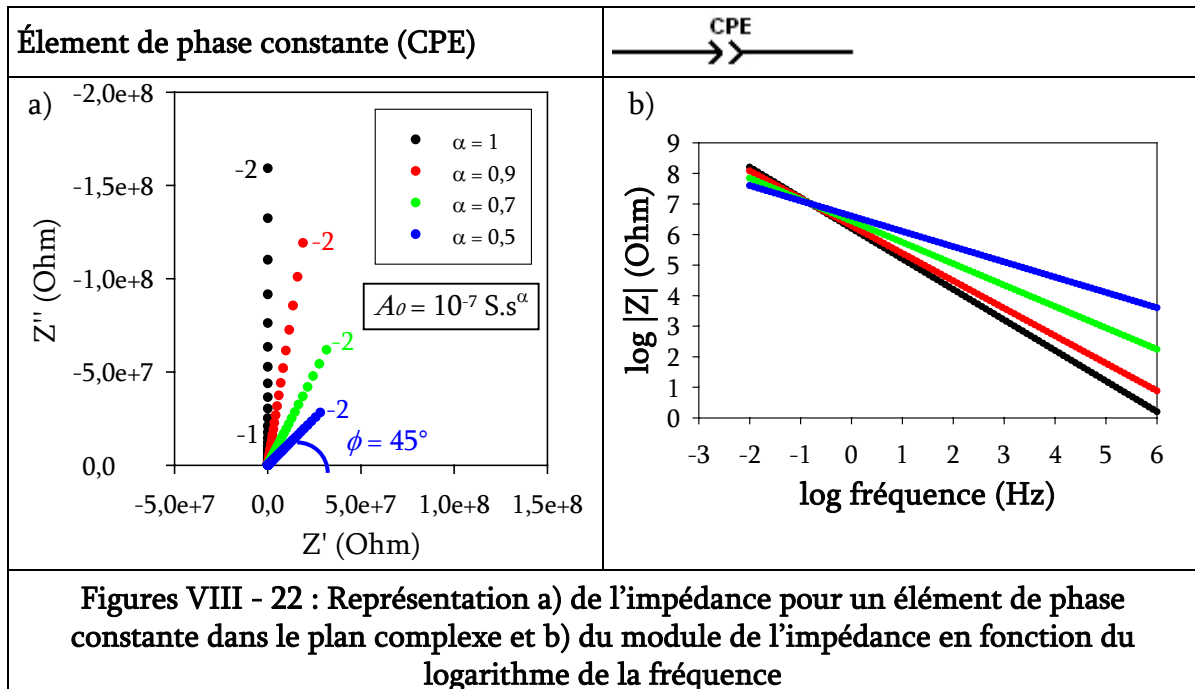 Élement de phase constante (CPE)
CPE
a)
-2,0e+8
-1,5e+8
-1,0e+8
-5,0e+7
0,0
Z'' (Ohm)
α = 1
α = 0,9
α = 0,7
α = 0,5
A0 = 10-7 S.sα
-2
-2
-2
-2
-1
ϕ = 45°
-5,0e+7 0,0 5,0e+7 1,0e+8 1,5e+8
Z' (Ohm)
b)
9
8
7
6
5
4
3
2
1
0
log |Z| (Ohm)
-3 -2 -1 0 1 2 3 4 5 6
log fréquence (Hz)
Figures VIII - 22 : Représentation a) de l'impédance pour un élément de phase
constante dans le plan complexe et b) du module de l'impédance en fonction du
logarithme de la fréquence